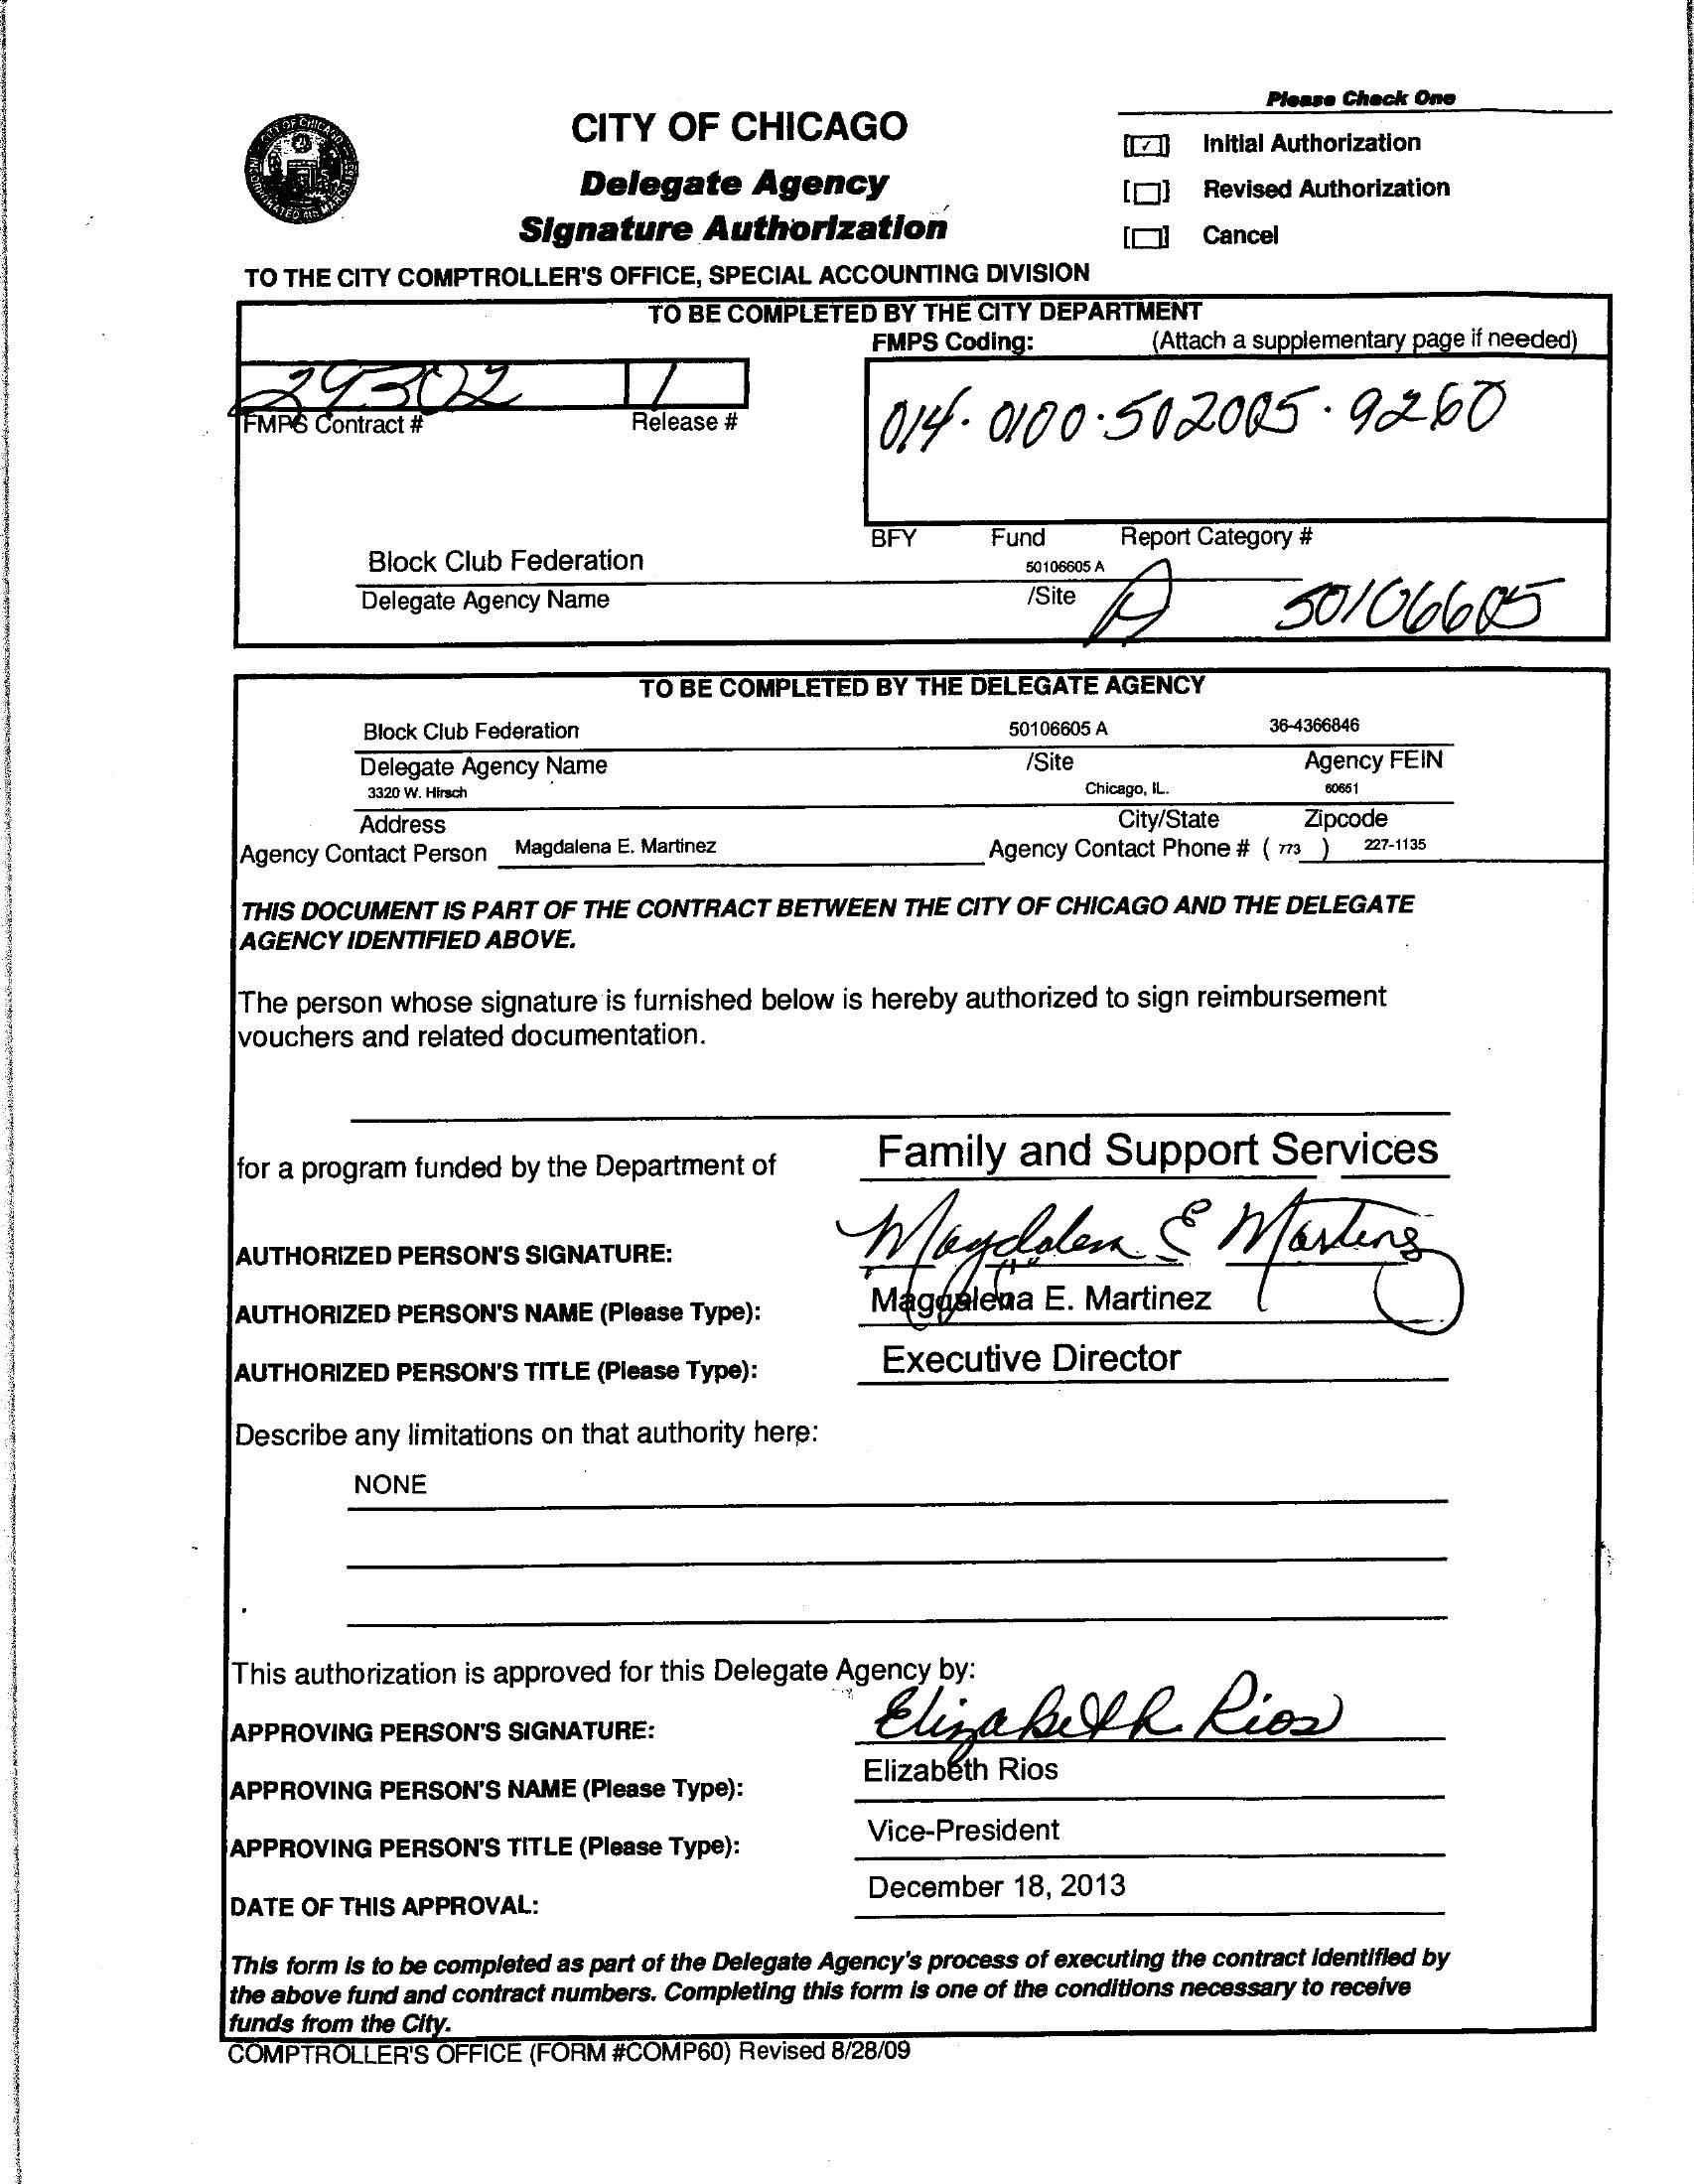 Please Check One
CITY OF CHICAGO
Delegate Agency
Signature Authorization
[✓] Initial Authorization
[ ] Revised Authorization
[ ] Cancel
TO THE CITY COMPTROLLER'S OFFICE, SPECIAL ACCOUNTING DIVISION
TO BE COMPLETED BY THE CITY DEPARTMENT
FMPS Coding: (Attach a supplementary page if needed)
29302 1
FMPS Contract # Release #
014·0100·502005·9260
BFY Fund Report Category #
Block Club Federation 50106605 A
Delegate Agency Name /Site A 50106605
TO BE COMPLETED BY THE DELEGATE AGENCY
Block Club Federation 50106605 A 36-4366846
Delegate Agency Name /Site Agency FEIN
3320 W. Hirsch Chicago, IL. 60651
Address City/State Zipcode
Agency Contact Person Magdalena E. Martinez Agency Contact Phone # ( 773 ) 227-1135
THIS DOCUMENT IS PART OF THE CONTRACT BETWEEN THE CITY OF CHICAGO AND THE DELEGATE
AGENCY IDENTIFIED ABOVE.
The person whose signature is furnished below is hereby authorized to sign reimbursement
vouchers and related documentation.
for a program funded by the Department of Family and Support Services
AUTHORIZED PERSON'S SIGNATURE: Magdalena E Martinez
AUTHORIZED PERSON'S NAME (Please Type): Magdalena E. Martinez
AUTHORIZED PERSON'S TITLE (Please Type): Executive Director
Describe any limitations on that authority here:
NONE
This authorization is approved for this Delegate Agency by:
APPROVING PERSON'S SIGNATURE: Elizabeth Rios
APPROVING PERSON'S NAME (Please Type): Elizabeth Rios
APPROVING PERSON'S TITLE (Please Type): Vice-President
DATE OF THIS APPROVAL: December 18, 2013
This form is to be completed as part of the Delegate Agency's process of executing the contract identified by
the above fund and contract numbers. Completing this form is one of the conditions necessary to receive
funds from the City.
COMPTROLLER'S OFFICE (FORM #COMP60) Revised 8/28/09